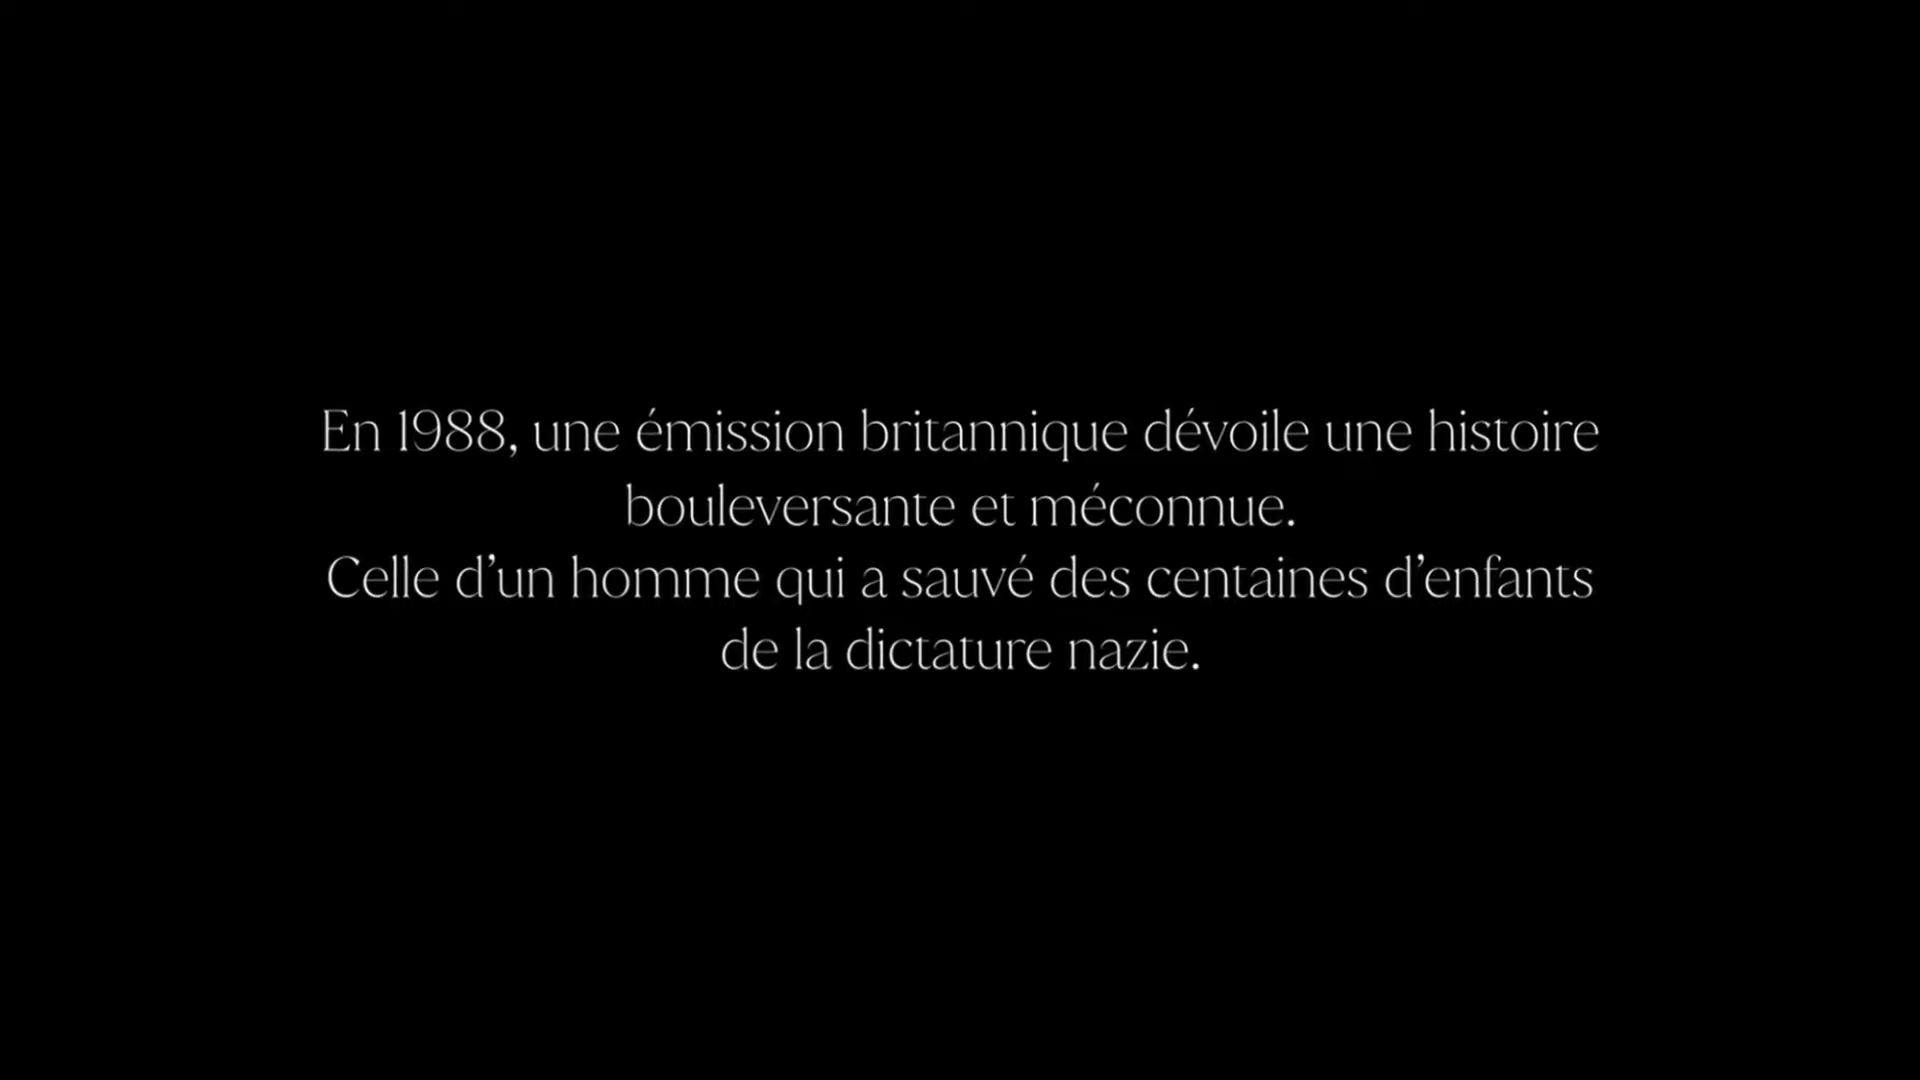 En 1988, une émission britannique dévoile une histoire
bouleversante et méconnue.
Celle d’un homme qui a sauvé des centaines d’enfants
de la dictature nazie.